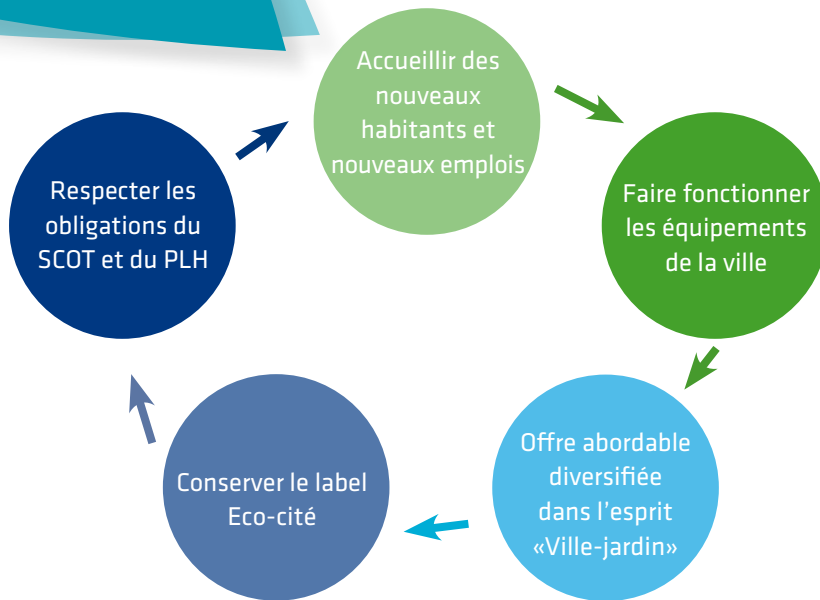 Accueillir des
nouveaux
habitants et
nouveaux emplois
Faire fonctionner
les équipements
de la ville
Offre abordable
diversifiée
dans l'esprit
«Ville-jardin»
Conserver le label
Eco-cité
Respecter les
obligations du
SCOT et du PLH